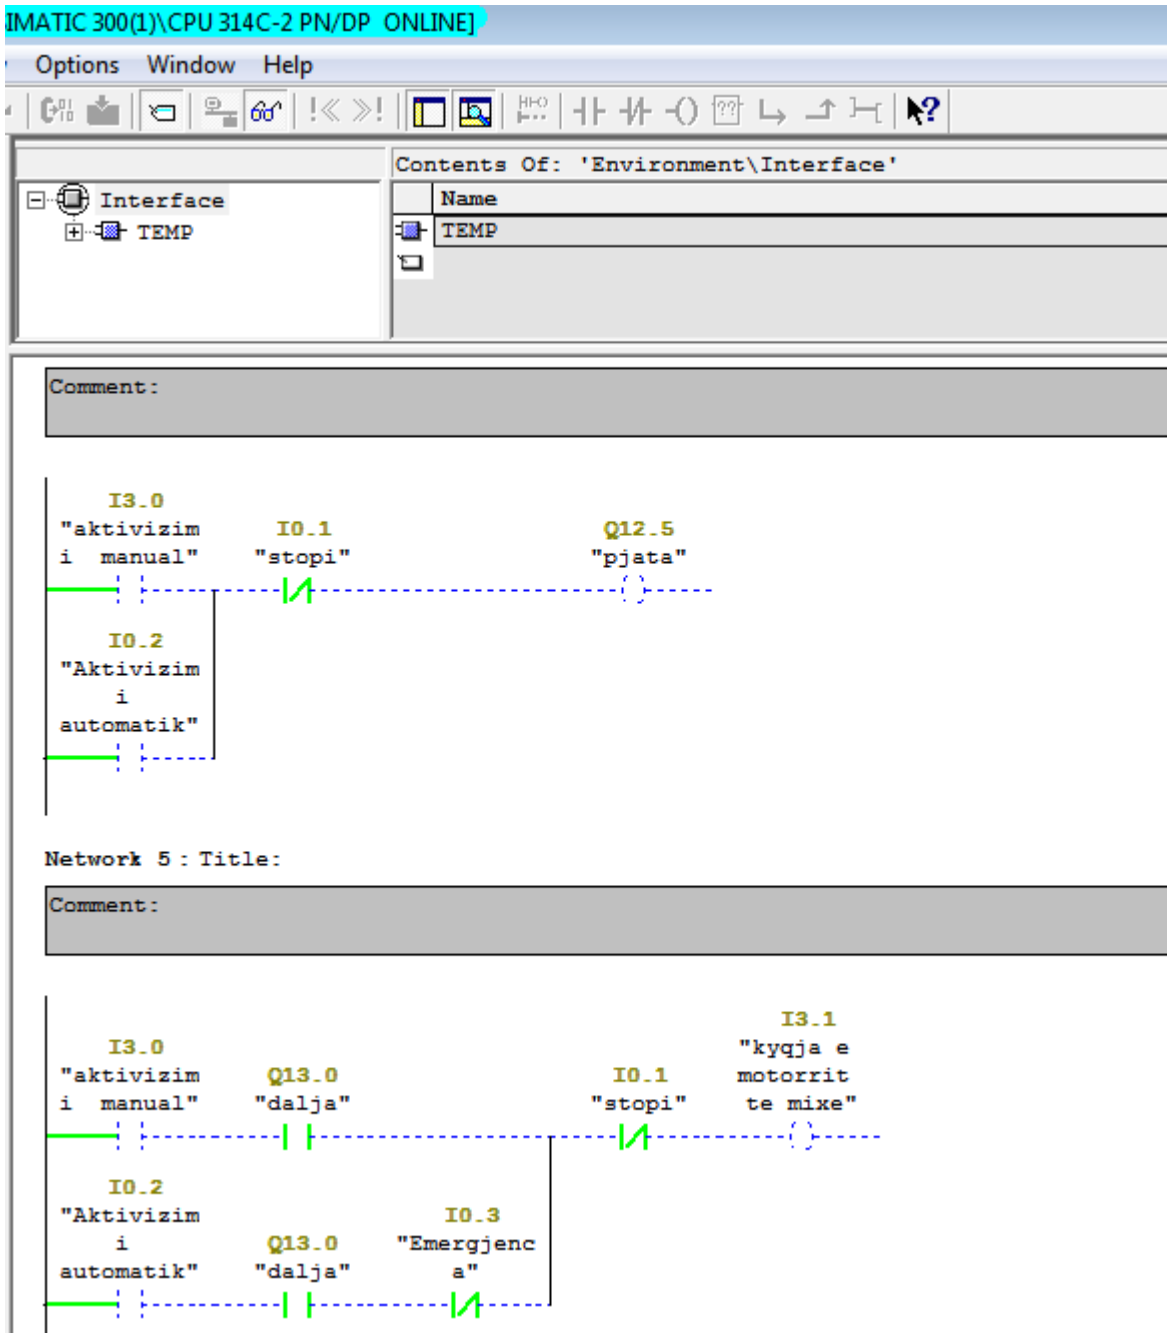 SIMATIC 300(1)\CPU 314C-2 PN/DP ONLINE]
Options Window Help
Contents Of: 'Environment\Interface'
Interface
Name
TEMP
TEMP
Comment:
I3.0
"aktivizim I0.1 Q12.5
i manual" "stopi" "pjata"
I0.2
"Aktivizim
i
automatik"
Network 5 : Title:
Comment:
I3.1
I3.0 "kyqja e
"aktivizim Q13.0 I0.1 motorrit
i manual" "dalja" "stopi" te mixe"
I0.2
"Aktivizim I0.3
i Q13.0 "Emergjenc
automatik" "dalja" a"